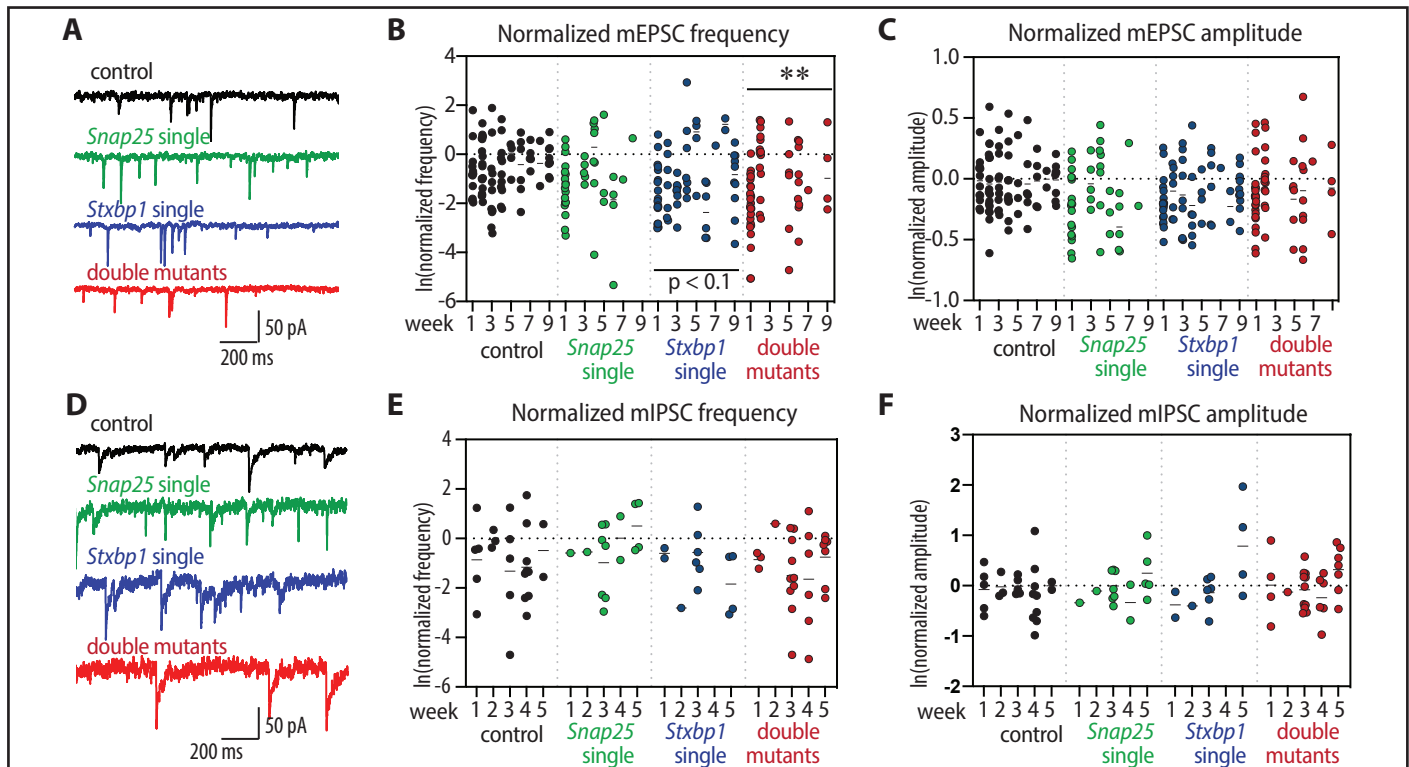 A
control
Snap25 single
Stxbp1 single
double mutants
50 pA
200 ms
B
Normalized mEPSC frequency
ln(normalized frequency)
4
2
0
-2
-4
-6
**
p < 0.1
week 1 3 5 7 9 1 3 5 7 9 1 3 5 7 9 1 3 5 7 9
control
Snap25
single
Stxbp1
single
double
mutants
C
Normalized mEPSC amplitude
ln(normalized amplitude)
1.0
0.5
0.0
-0.5
-1.0
week 1 3 5 7 9 1 3 5 7 9 1 3 5 7 9 1 3 5 7
control
Snap25
single
Stxbp1
single
double
mutants
D
control
Snap25 single
Stxbp1 single
double mutants
50 pA
200 ms
E
Normalized mIPSC frequency
ln(normalized frequency)
4
2
0
-2
-4
-6
week 1 2 3 4 5 1 2 3 4 5 1 2 3 4 5 1 2 3 4 5
control
Snap25
single
Stxbp1
single
double
mutants
F
Normalized mIPSC amplitude
ln(normalized amplitude)
3
2
1
0
-1
-2
week 1 2 3 4 5 1 2 3 4 5 1 2 3 4 5 1 2 3 4 5
control
Snap25
single
Stxbp1
single
double
mutants